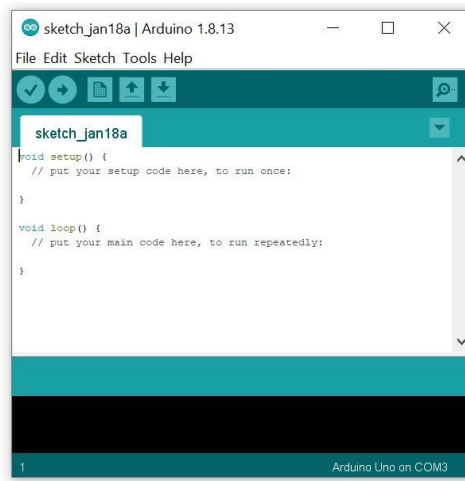 sketch_jan18a | Arduino 1.8.13
File Edit Sketch Tools Help
sketch_jan18a
void setup() {
  // put your setup code here, to run once:
}
void loop() {
  // put your main code here, to run repeatedly:
}
1 Arduino Uno on COM3